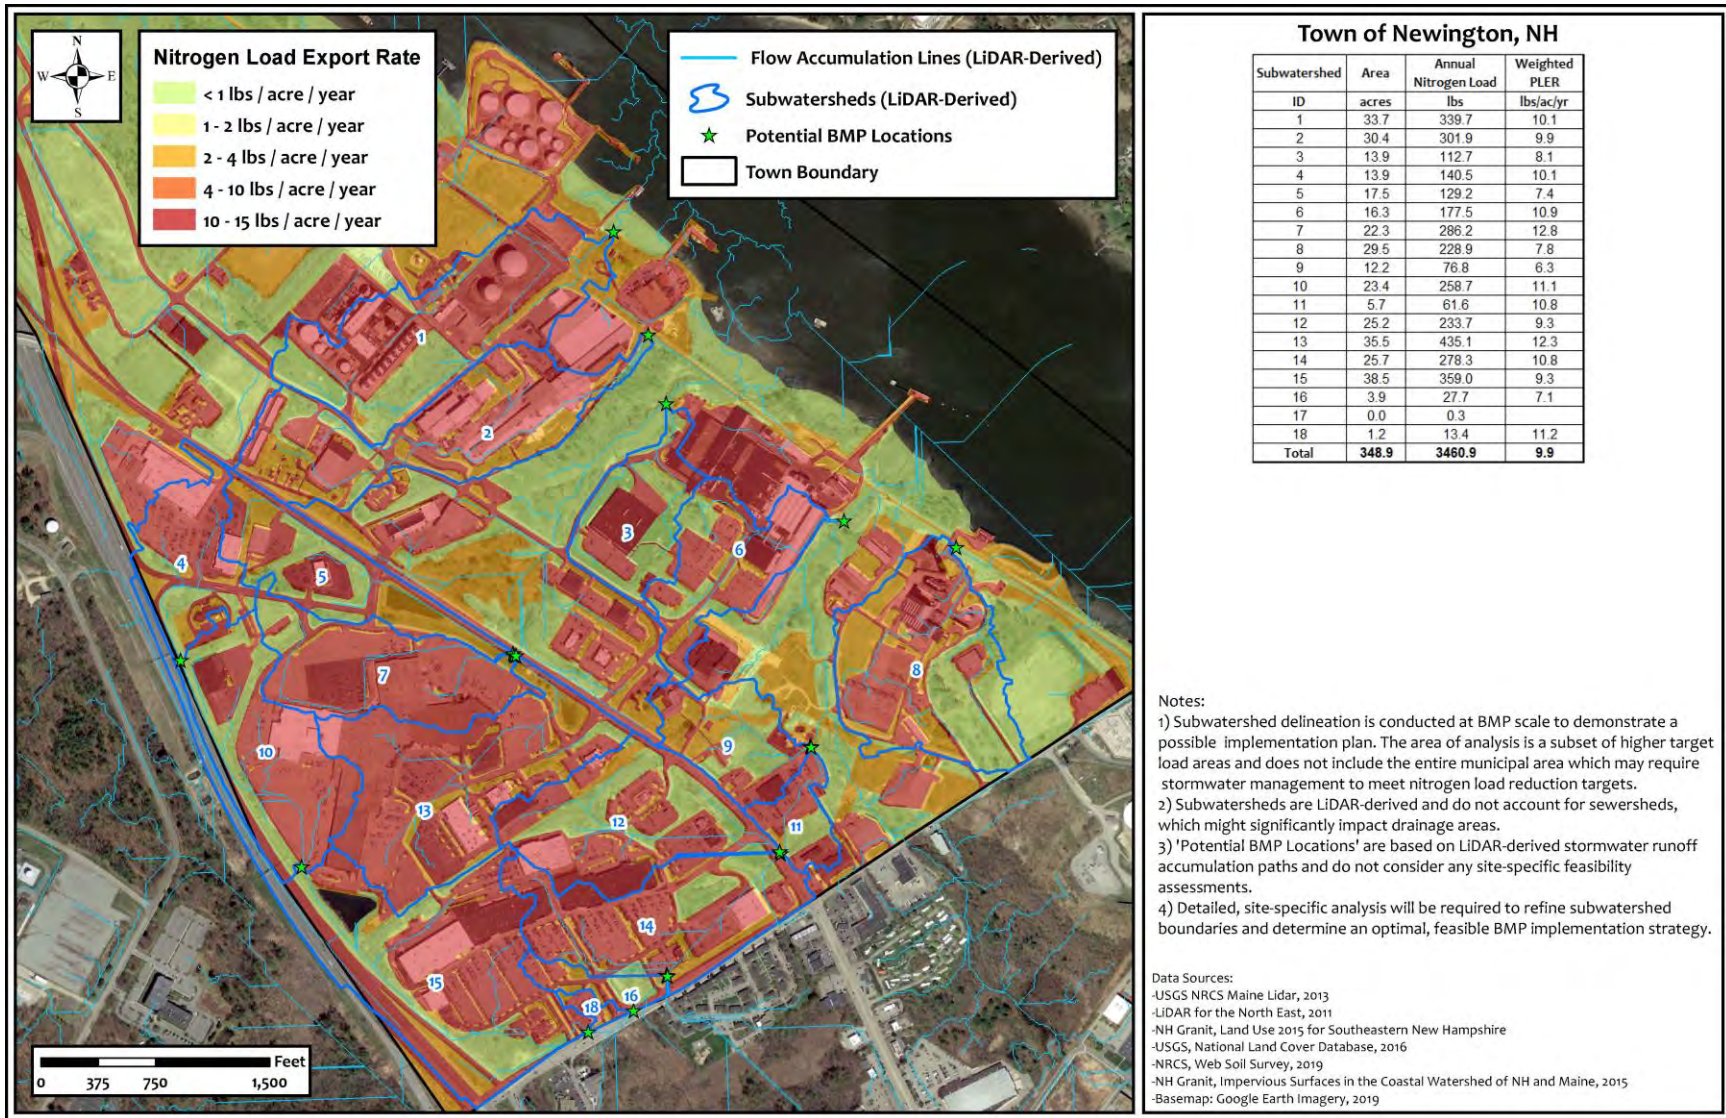 N
W E
S
Nitrogen Load Export Rate
< 1 lbs / acre / year
1 - 2 lbs / acre / year
2 - 4 lbs / acre / year
4 - 10 lbs / acre / year
10 - 15 lbs / acre / year
Flow Accumulation Lines (LiDAR-Derived)
Subwatersheds (LiDAR-Derived)
Potential BMP Locations
Town Boundary
1
2
3
6
4
5
7
8
9
10
13
12
11
14
15
16
18
Feet
0 375 750 1,500
Town of Newington, NH
Subwatershed Area Annual Nitrogen Load Weighted PLER
ID acres lbs lbs/ac/yr
1 33.7 339.7 10.1
2 30.4 301.9 9.9
3 13.9 112.7 8.1
4 13.9 140.5 10.1
5 17.5 129.2 7.4
6 16.3 177.5 10.9
7 22.3 286.2 12.8
8 29.5 228.9 7.8
9 12.2 76.8 6.3
10 23.4 258.7 11.1
11 5.7 61.6 10.8
12 25.2 233.7 9.3
13 35.5 435.1 12.3
14 25.7 278.3 10.8
15 38.5 359.0 9.3
16 3.9 27.7 7.1
17 0.0 0.3
18 1.2 13.4 11.2
Total 348.9 3460.9 9.9
Notes:
1) Subwatershed delineation is conducted at BMP scale to demonstrate a
possible implementation plan. The area of analysis is a subset of higher target
load areas and does not include the entire municipal area which may require
stormwater management to meet nitrogen load reduction targets.
2) Subwatersheds are LiDAR-derived and do not account for sewersheds,
which might significantly impact drainage areas.
3) 'Potential BMP Locations' are based on LiDAR-derived stormwater runoff
accumulation paths and do not consider any site-specific feasibility
assessments.
4) Detailed, site-specific analysis will be required to refine subwatershed
boundaries and determine an optimal, feasible BMP implementation strategy.
Data Sources:
-USGS NRCS Maine Lidar, 2013
-LiDAR for the North East, 2011
-NH Granit, Land Use 2015 for Southeastern New Hampshire
-USGS, National Land Cover Database, 2016
-NRCS, Web Soil Survey, 2019
-NH Granit, Impervious Surfaces in the Coastal Watershed of NH and Maine, 2015
-Basemap: Google Earth Imagery, 2019